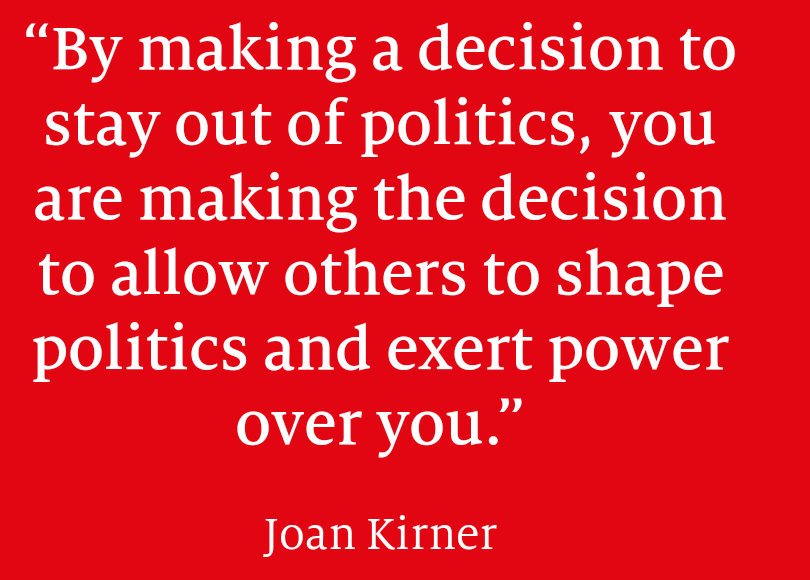 “By making a decision to
stay out of politics, you
are making the decision
to allow others to shape
politics and exert power
over you.”
Joan Kirner